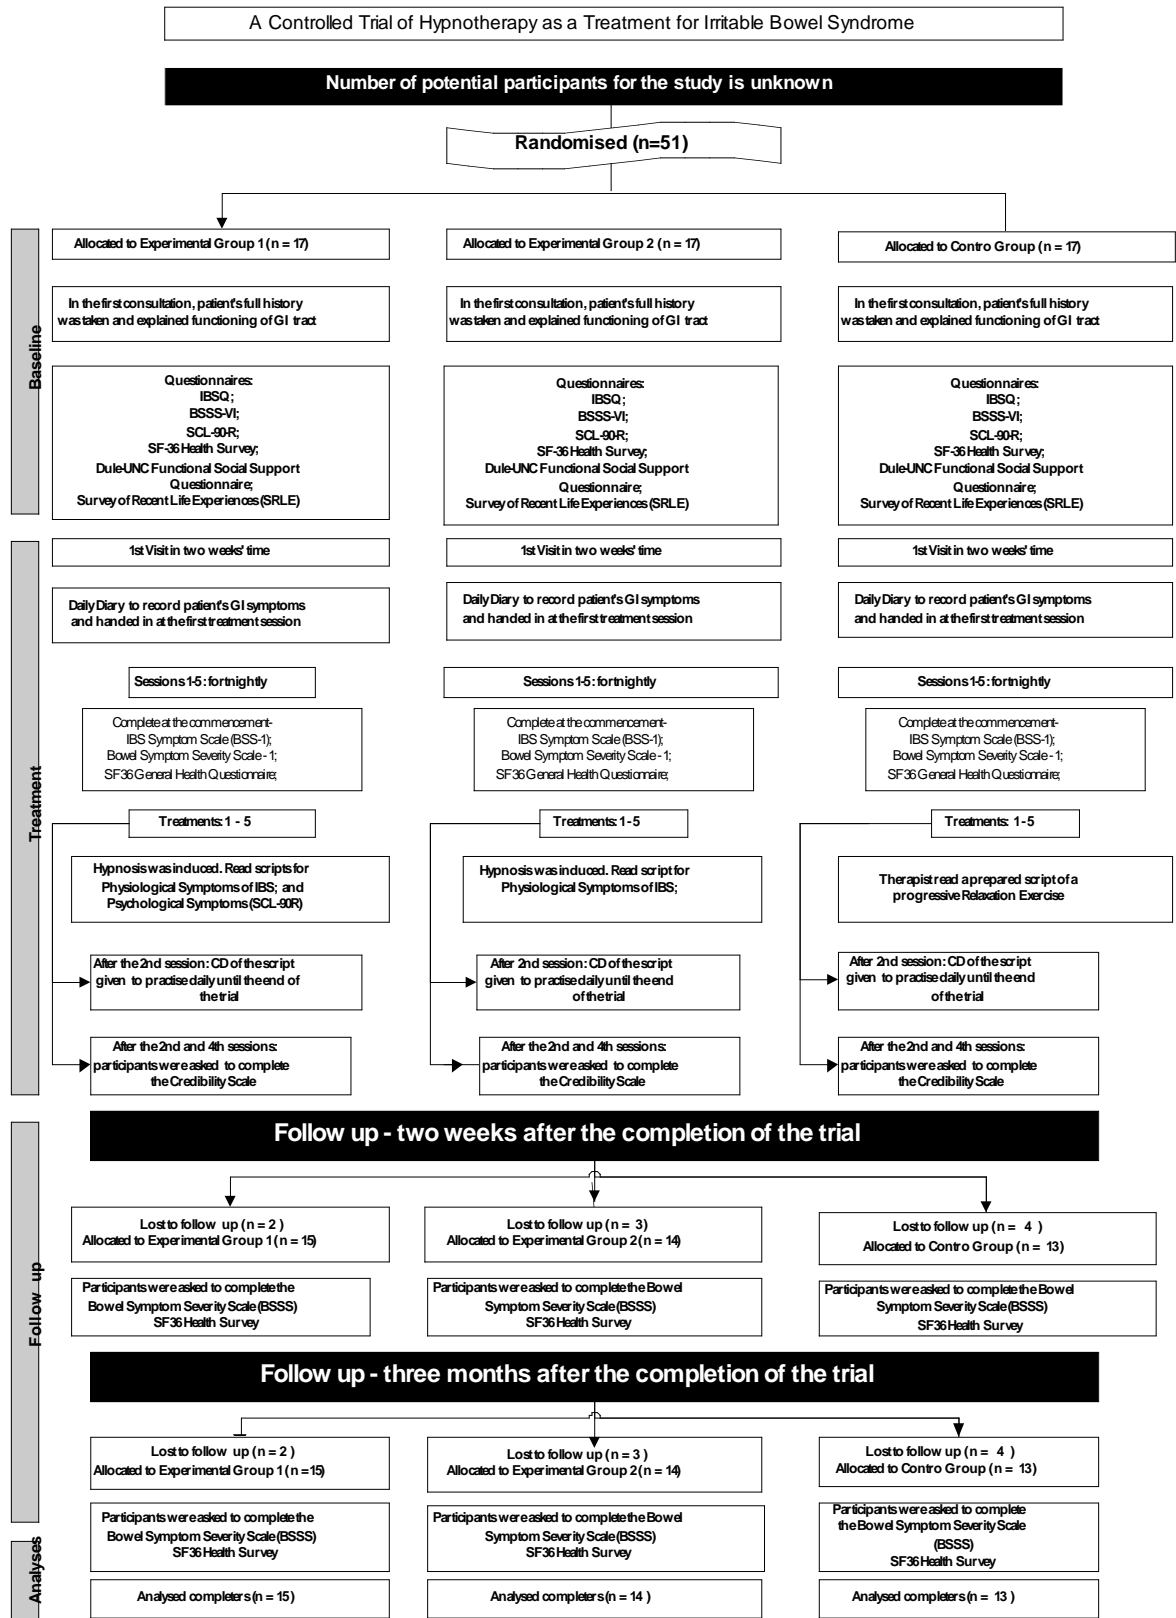 A Controlled Trial of Hypnotherapy as a Treatment for Irritable Bowel Syndrome
Number of potential participants for the study is unknown
Randomised (n=51)
Baseline
Allocated to Experimental Group 1 (n = 17)
Allocated to Experimental Group 2 (n = 17)
Allocated to Contro Group (n = 17)
In the first consultation, patient's full history
was taken and explained functioning of GI tract
In the first consultation, patient's full history
was taken and explained functioning of GI tract
In the first consultation, patient's full history
was taken and explained functioning of GI tract
Questionnaires:
IBSQ;
BSSS-VI;
SCL-90-R;
SF-36 Health Survey;
Dule-UNC Functional Social Support
Questionnaire;
Survey of Recent Life Experiences (SRLE)
Questionnaires:
IBSQ;
BSSS-VI;
SCL-90-R;
SF-36 Health Survey;
Dule-UNC Functional Social Support
Questionnaire;
Survey of Recent Life Experiences (SRLE)
Questionnaires:
IBSQ;
BSSS-VI;
SCL-90-R;
SF-36 Health Survey;
Dule-UNC Functional Social Support
Questionnaire;
Survey of Recent Life Experiences (SRLE)
Treatment
1st Visit in two weeks' time
1st Visit in two weeks' time
1st Visit in two weeks' time
Daily Diary to record patient's GI symptoms
and handed in at the first treatment session
Daily Diary to record patient's GI symptoms
and handed in at the first treatment session
Daily Diary to record patient's GI symptoms
and handed in at the first treatment session
Sessions 1-5: fortnightly
Sessions 1-5: fortnightly
Sessions 1-5: fortnightly
Complete at the commencement-
IBS Symptom Scale (BSS-1);
Bowel Symptom Severity Scale - 1;
SF36 General Health Questionnaire;
Complete at the commencement-
IBS Symptom Scale (BSS-1);
Bowel Symptom Severity Scale - 1;
SF36 General Health Questionnaire;
Complete at the commencement-
IBS Symptom Scale (BSS-1);
Bowel Symptom Severity Scale - 1;
SF36 General Health Questionnaire;
Treatments: 1 - 5
Treatments: 1 - 5
Treatments: 1 - 5
Hypnosis was induced. Read scripts for
Physiological Symptoms of IBS; and
Psychological Symptoms (SCL-90R)
Hypnosis was induced. Read script for
Physiological Symptoms of IBS;
Therapist read a prepared script of a
progressive Relaxation Exercise
After the 2nd session: CD of the script
given to practise daily until the end of
the trial
After the 2nd session: CD of the script
given to practise daily until the end
of the trial
After 2nd session: CD of the script
given to practise daily until the end
of the trial
After the 2nd and 4th sessions:
participants were asked to complete
the Credibility Scale
After the 2nd and 4th sessions:
participants were asked to complete
the Credibility Scale
After the 2nd and 4th sessions:
participants were asked to complete
the Credibility Scale
Follow up
Follow up - two weeks after the completion of the trial
Lost to follow up (n = 2 )
Allocated to Experimental Group 1 (n = 15)
Lost to follow up (n = 3)
Allocated to Experimental Group 2 (n = 14)
Lost to follow up (n = 4 )
Allocated to Contro Group (n = 13)
Participants were asked to complete the
Bowel Symptom Severity Scale (BSSS)
SF36 Health Survey
Participants were asked to complete the Bowel
Symptom Severity Scale (BSSS)
SF36 Health Survey
Participants were asked to complete the Bowel
Symptom Severity Scale (BSSS)
SF36 Health Survey
Follow up - three months after the completion of the trial
Lost to follow up (n = 2 )
Allocated to Experimental Group 1 (n =15)
Lost to follow up (n = 3 )
Allocated to Experimental Group 2 (n = 14)
Lost to follow up (n = 4 )
Allocated to Contro Group (n = 13)
Participants were asked to complete the
Bowel Symptom Severity Scale (BSSS)
SF36 Health Survey
Participants were asked to complete the Bowel
Symptom Severity Scale (BSSS)
SF36 Health Survey
Participants were asked to complete
the Bowel Symptom Severity Scale
(BSSS)
SF36 Health Survey
Analyses
Analysed completers (n = 15 )
Analysed completers (n = 14 )
Analysed completers (n = 13 )